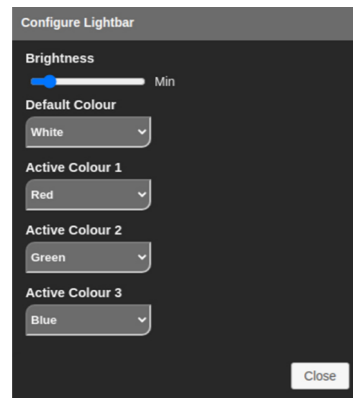 Configure Lightbar
Brightness
Min
Default Colour
White
Active Colour 1
Red
Active Colour 2
Green
Active Colour 3
Blue
Close